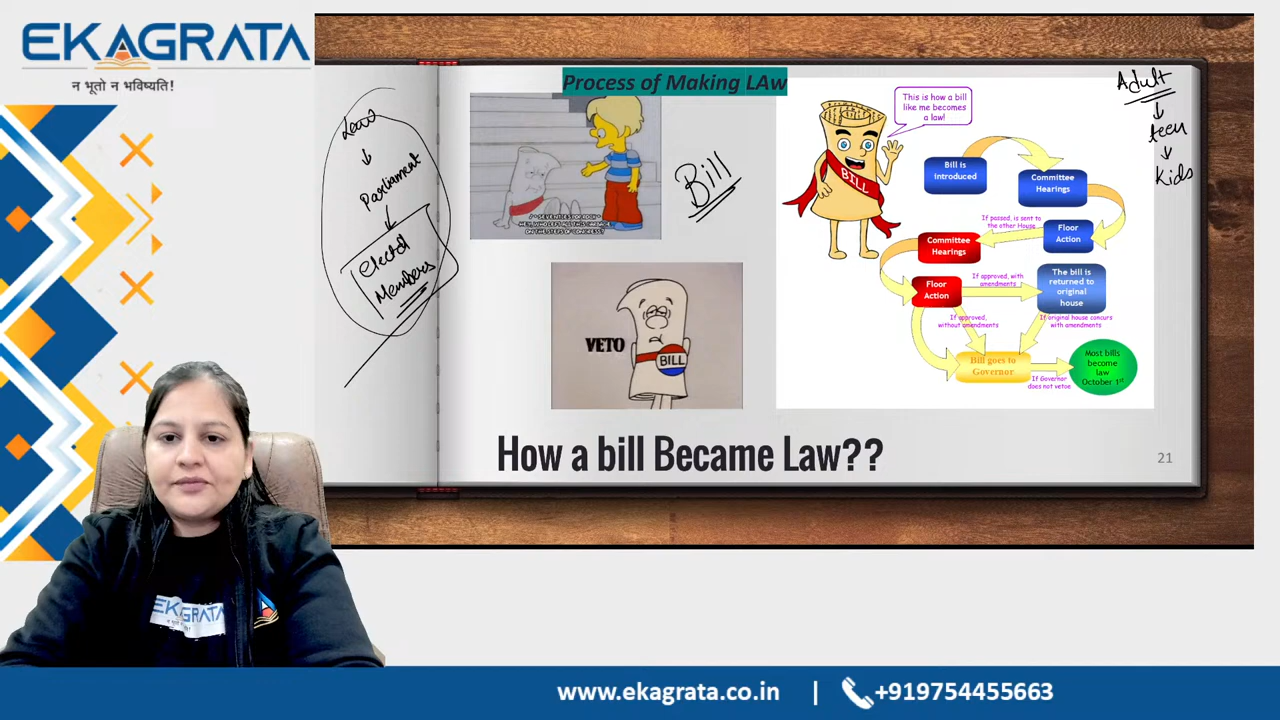 EKAGRATA
न भूतो न भविष्यति!
Process of Making LAw
Law
Parliament
elected
Members
Bill
VETO
BILL
This is how a bill
like me becomes
a law!
BILL
Bill is
introduced
Committee
Hearings
Floor
Action
If passed, is sent to
the other House
Committee
Hearings
Floor
Action
If approved, with
amendments
The bill is
returned to
original
house
If approved,
without amendments
If original house concurs
with amendments
Bill goes to
Governor
If Governor
does not vetoe
Most bills
become
law
October 1st
Adult
teen
kids
How a bill Became Law??
21
EKAGRATA
www.ekagrata.co.in | +919754455663